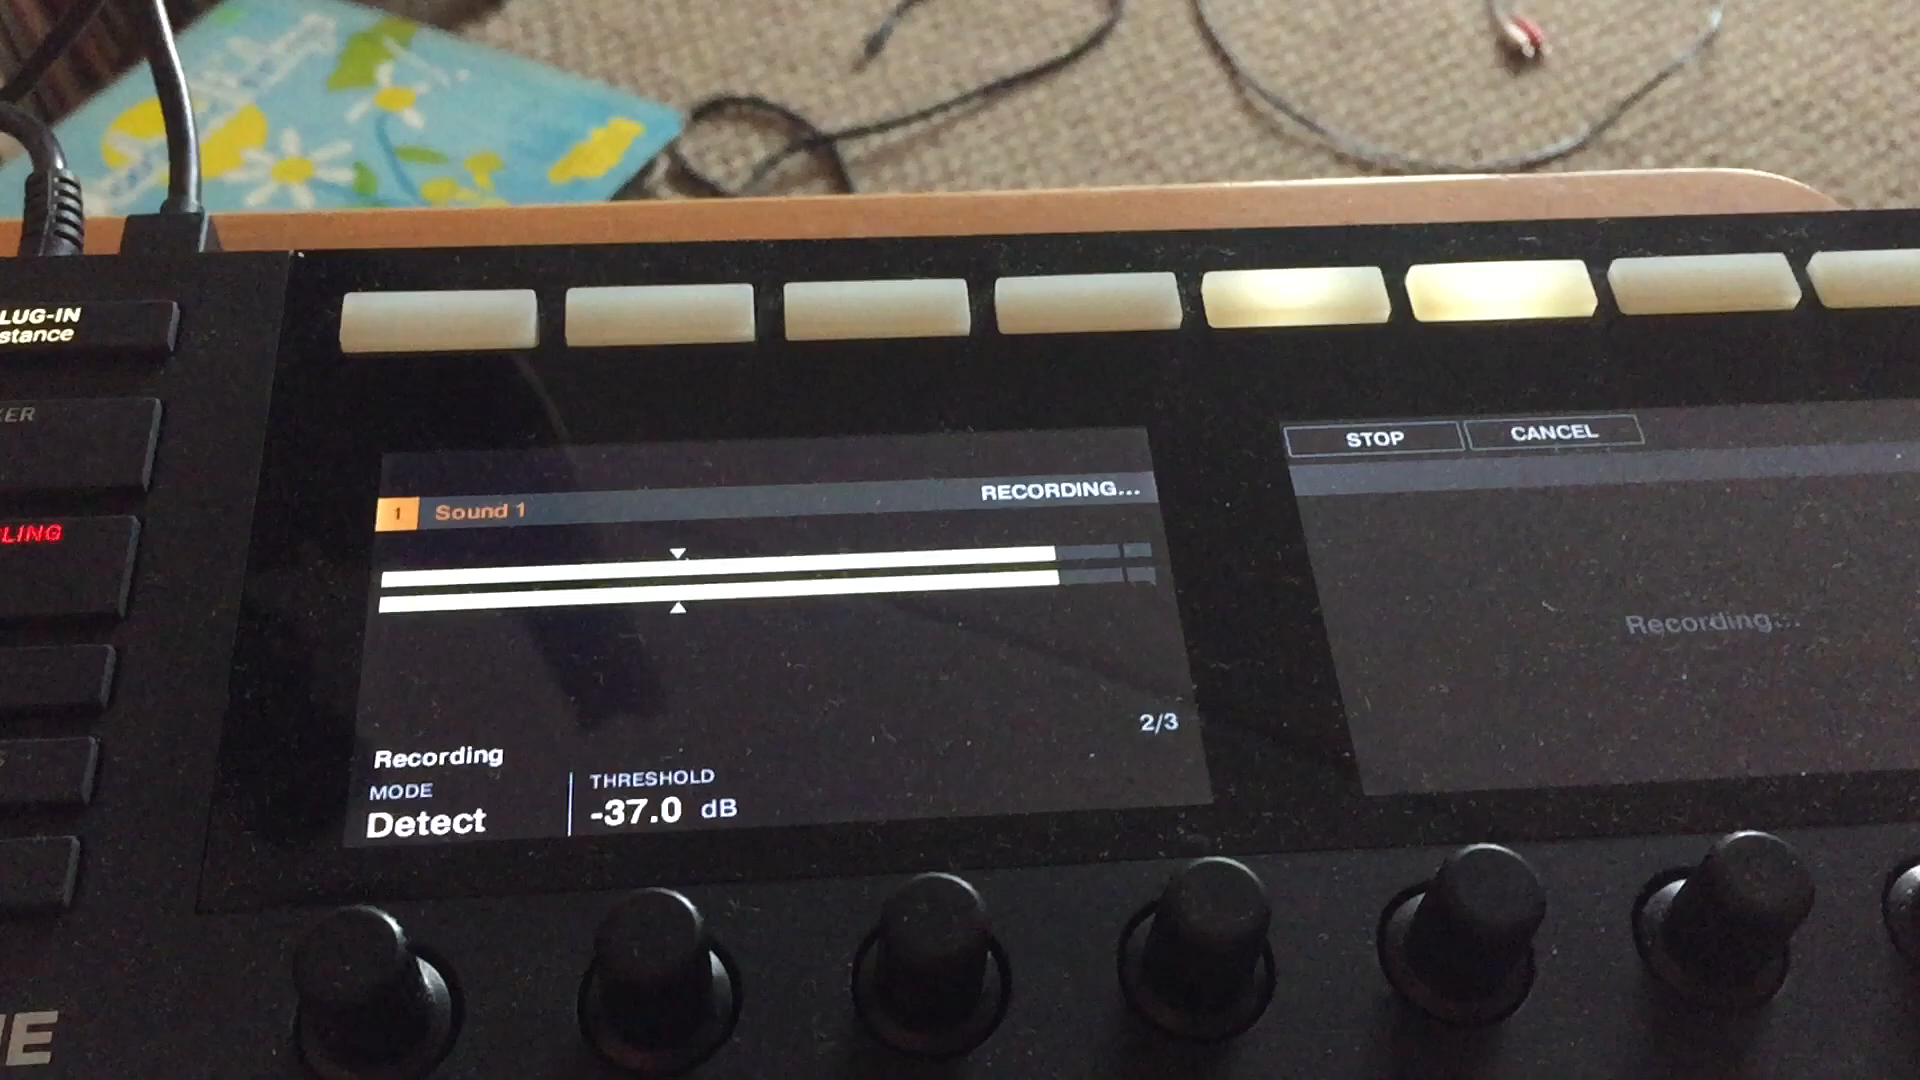 LUG-IN
stance
KER
LING
1 Sound 1 RECORDING...
2/3
Recording
MODE
Detect
THRESHOLD
-37.0 dB
STOP CANCEL
Recording...
E